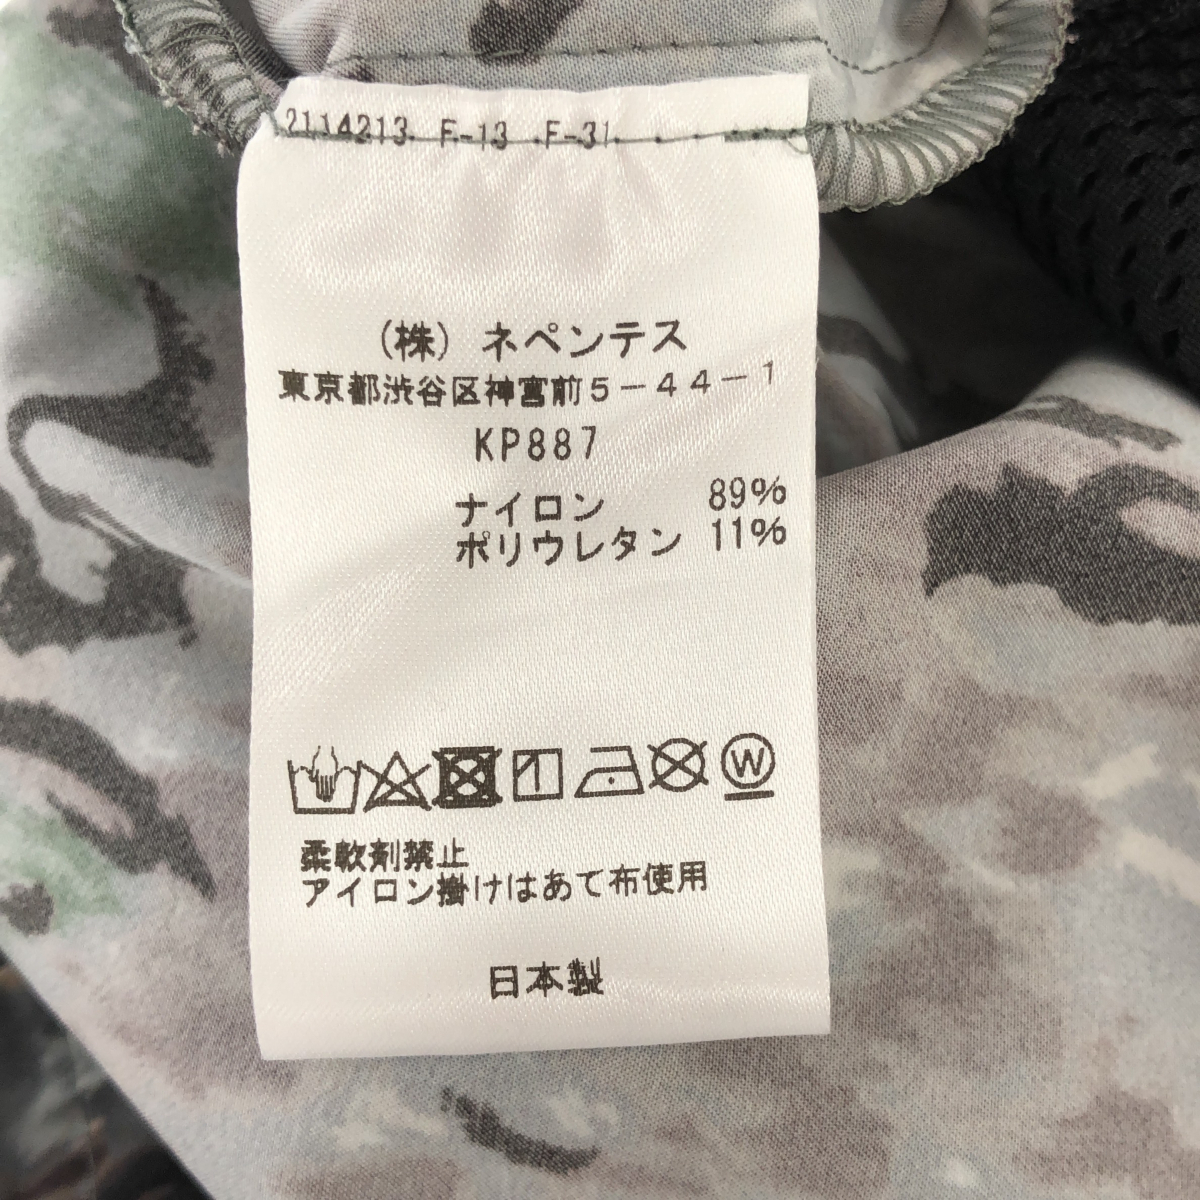 2114213 F-13 F-31
(株) ネペンテス
東京都渋谷区神宮前5-44-1
KP887
ナイロン 89%
ポリウレタン 11%
W
柔軟剤禁止
アイロン掛けはあて布使用
日本製